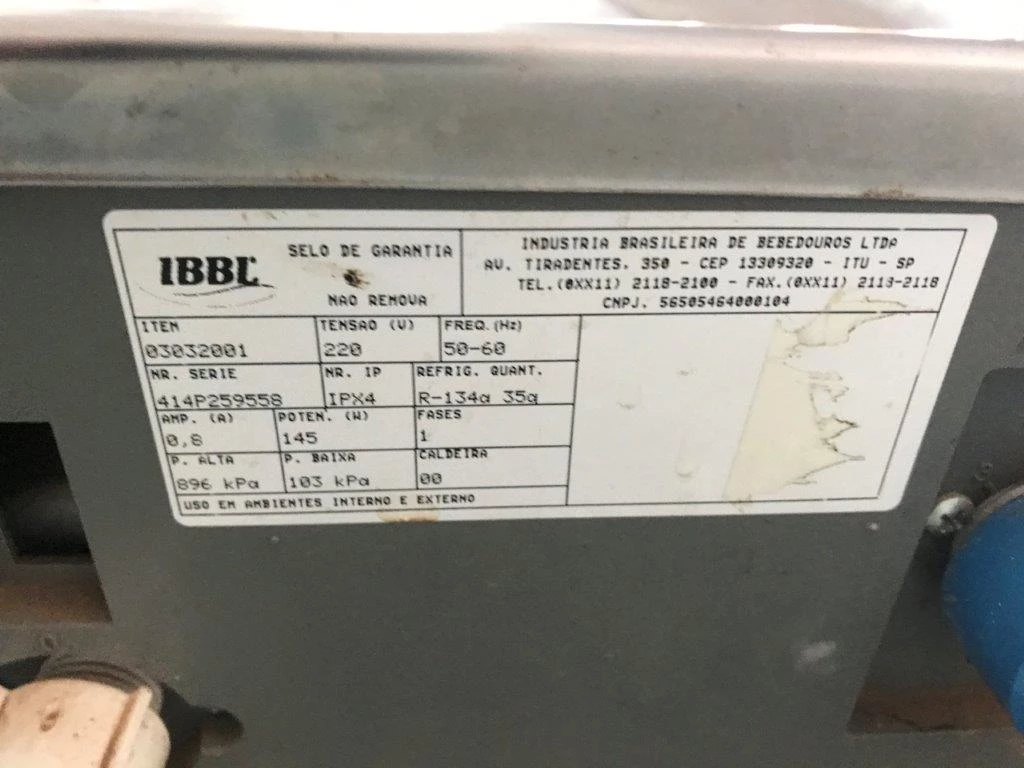 IBBL
SELO DE GARANTIA
NAO REMOVA
INDUSTRIA BRASILEIRA DE BEBEDOUROS LTDA
AV. TIRADENTES. 350 - CEP 13309320 - ITU - SP
TEL.(0XX11) 2118-2100 - FAX.(0XX11) 2118-2118
CNPJ. 56505464000104
ITEM TENSAO (V) FREQ.(Hz)
03032001 220 50-60
NR. SERIE NR. IP REFRIG. QUANT.
414P259558 IPX4 R-134a 35g
AMP. (A) POTEN. (W) FASES
0,8 145 1
P. ALTA P. BAIXA CALDEIRA
896 kPa 103 kPa 00
USO EM AMBIENTES INTERNO E EXTERNO